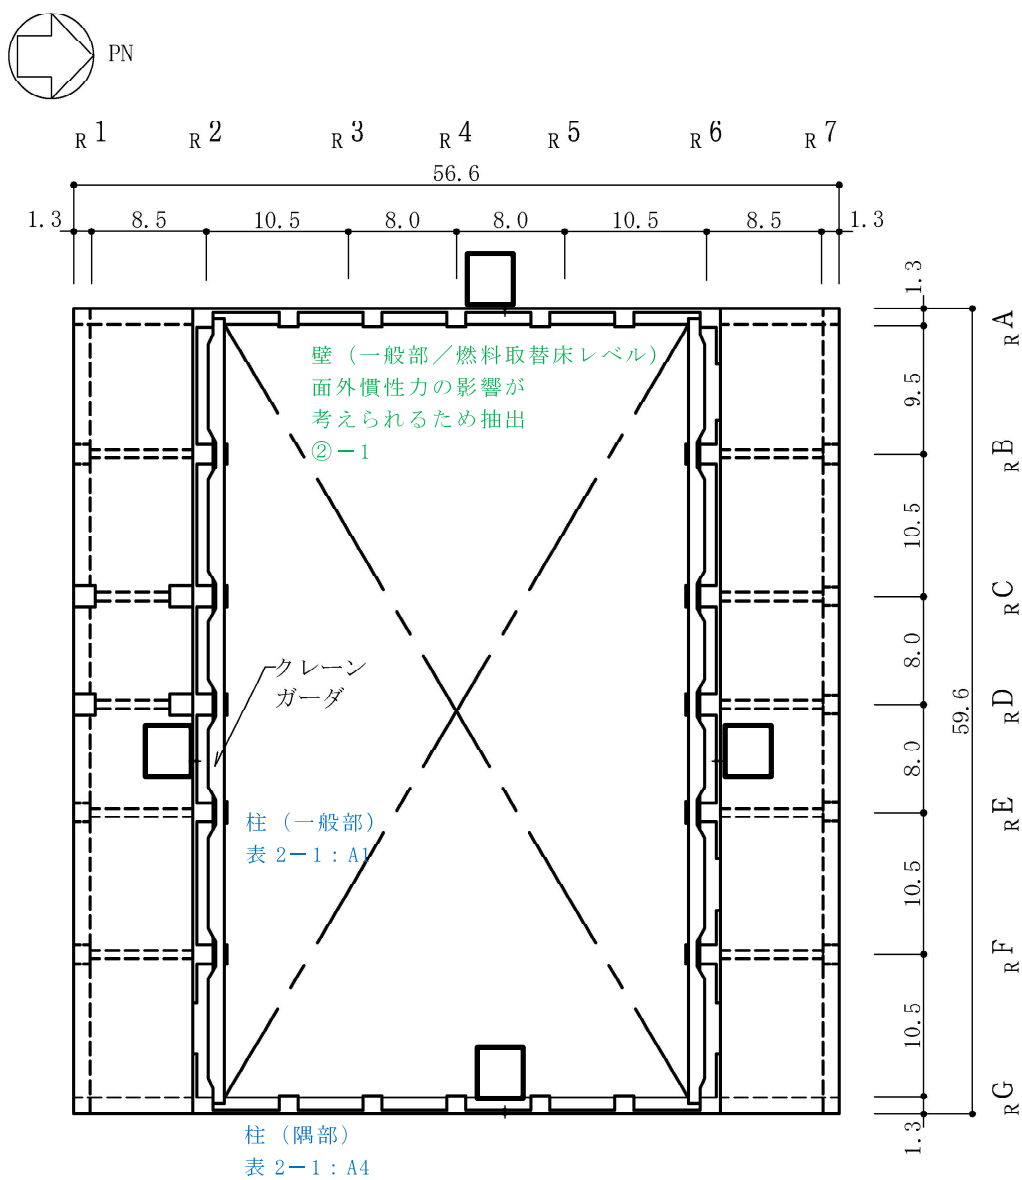 PN
R1 R2 R3 R4 R5 R6 R7
56.6
1.3 8.5 10.5 8.0 8.0 10.5 8.5 1.3
1.3
RA
9.5
RB
10.5
RC
8.0
RD
59.6
8.0
RE
10.5
RF
10.5
RG
1.3
壁（一般部／燃料取替床レベル）
面外慣性力の影響が
考えられるため抽出
②－1
クレーン
ガーダ
柱（一般部）
表 2－1：A1
柱（隅部）
表 2－1：A4